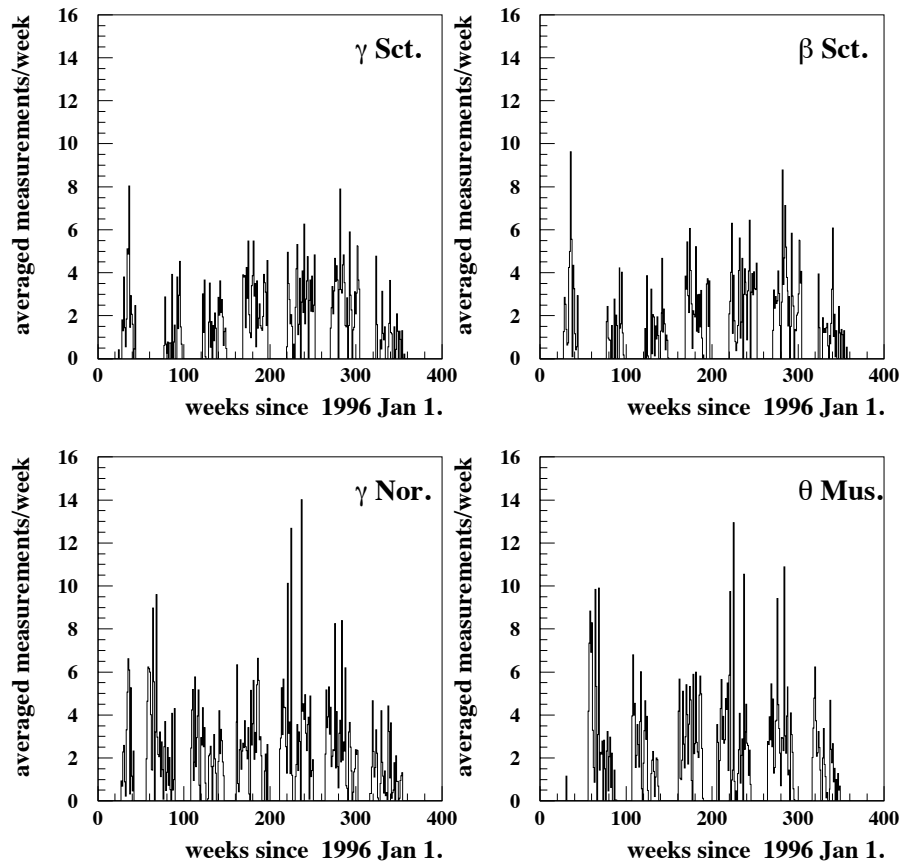 averaged measurements/week
16
14
12
10
8
6
4
2
0
γ Sct.
0 100 200 300 400
weeks since 1996 Jan 1.
averaged measurements/week
16
14
12
10
8
6
4
2
0
β Sct.
0 100 200 300 400
weeks since 1996 Jan 1.
averaged measurements/week
16
14
12
10
8
6
4
2
0
γ Nor.
0 100 200 300 400
weeks since 1996 Jan 1.
averaged measurements/week
16
14
12
10
8
6
4
2
0
θ Mus.
0 100 200 300 400
weeks since 1996 Jan 1.